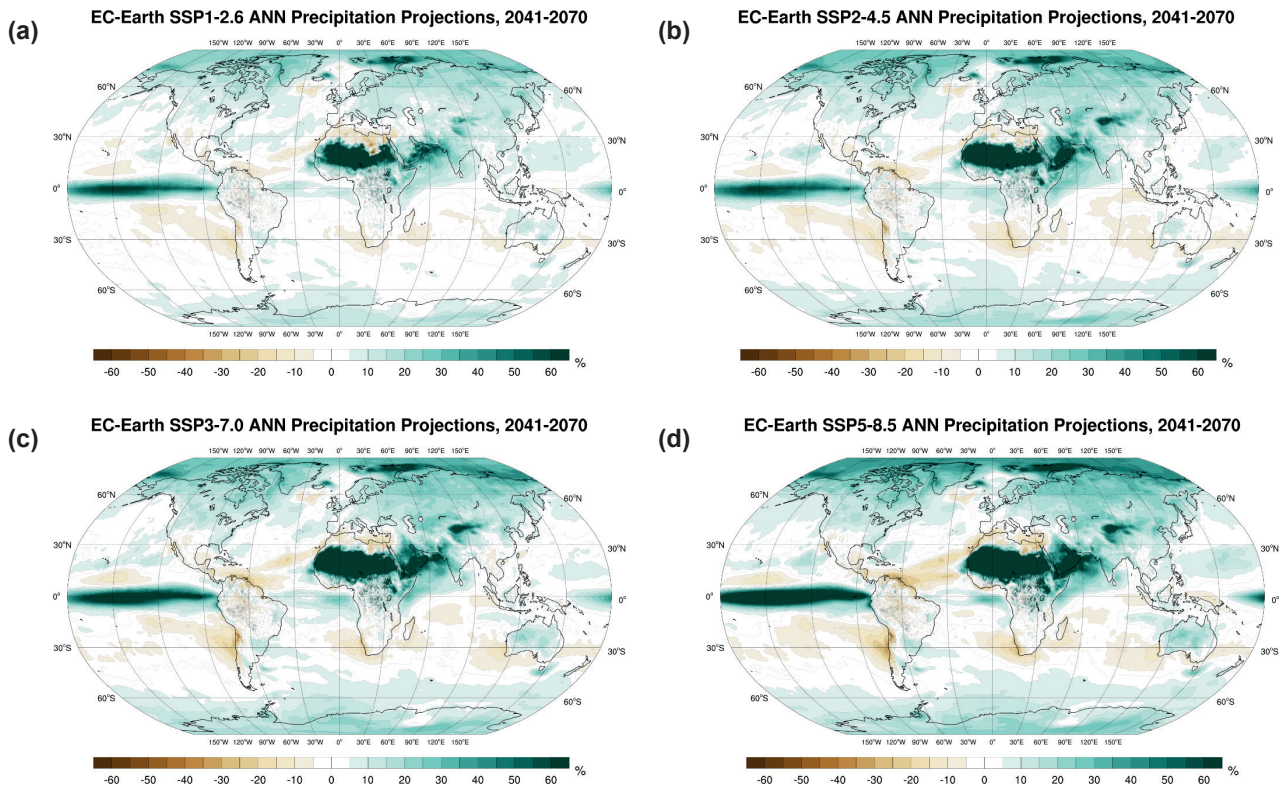 (a)
EC-Earth SSP1-2.6 ANN Precipitation Projections, 2041-2070
150°W 120°W 90°W 60°W 30°W 0° 30°E 60°E 90°E 120°E 150°E
60°N 60°N
30°N 30°N
0° 0°
30°S 30°S
60°S 60°S
150°W 120°W 90°W 60°W 30°W 0° 30°E 60°E 90°E 120°E 150°E
%
-60 -50 -40 -30 -20 -10 0 10 20 30 40 50 60
(b)
EC-Earth SSP2-4.5 ANN Precipitation Projections, 2041-2070
150°W 120°W 90°W 60°W 30°W 0° 30°E 60°E 90°E 120°E 150°E
60°N 60°N
30°N 30°N
0° 0°
30°S 30°S
60°S 60°S
150°W 120°W 90°W 60°W 30°W 0° 30°E 60°E 90°E 120°E 150°E
%
-60 -50 -40 -30 -20 -10 0 10 20 30 40 50 60
(c)
EC-Earth SSP3-7.0 ANN Precipitation Projections, 2041-2070
150°W 120°W 90°W 60°W 30°W 0° 30°E 60°E 90°E 120°E 150°E
60°N 60°N
30°N 30°N
0° 0°
30°S 30°S
60°S 60°S
150°W 120°W 90°W 60°W 30°W 0° 30°E 60°E 90°E 120°E 150°E
%
-60 -50 -40 -30 -20 -10 0 10 20 30 40 50 60
(d)
EC-Earth SSP5-8.5 ANN Precipitation Projections, 2041-2070
150°W 120°W 90°W 60°W 30°W 0° 30°E 60°E 90°E 120°E 150°E
60°N 60°N
30°N 30°N
0° 0°
30°S 30°S
60°S 60°S
150°W 120°W 90°W 60°W 30°W 0° 30°E 60°E 90°E 120°E 150°E
%
-60 -50 -40 -30 -20 -10 0 10 20 30 40 50 60